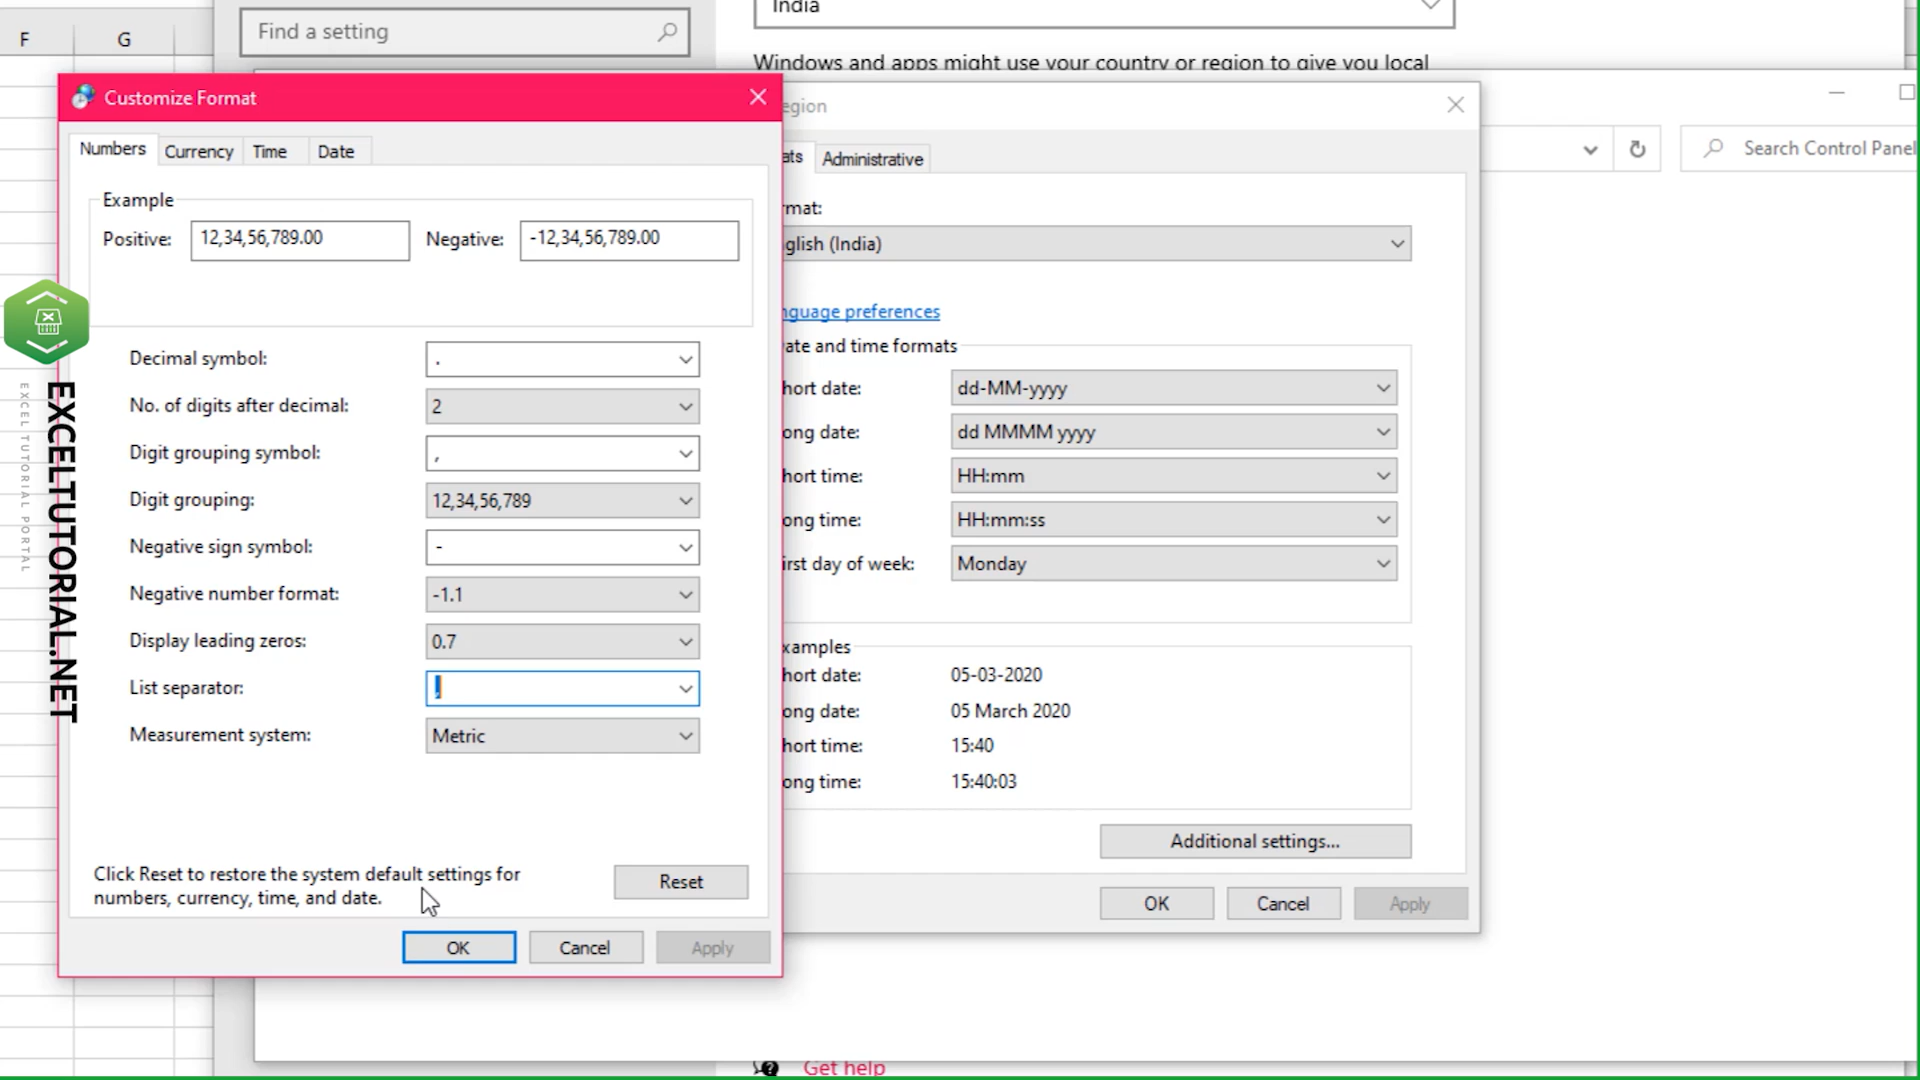 F
G
Find a setting
India
Windows and apps might use your country or region to give you local
Customize Format
Numbers
Currency
Time
Date
Example
Positive:
12,34,56,789.00
Negative:
-12,34,56,789.00
Decimal symbol:
.
No. of digits after decimal:
2
Digit grouping symbol:
,
Digit grouping:
12,34,56,789
Negative sign symbol:
-
Negative number format:
-1.1
Display leading zeros:
0.7
List separator:
,
Measurement system:
Metric
Click Reset to restore the system default settings for
numbers, currency, time, and date.
Reset
OK
Cancel
Apply
egion
ats
Administrative
rmat:
glish (India)
nguage preferences
ate and time formats
hort date:
dd-MM-yyyy
ong date:
dd MMMM yyyy
hort time:
HH:mm
ong time:
HH:mm:ss
irst day of week:
Monday
xamples
hort date:
05-03-2020
ong date:
05 March 2020
hort time:
15:40
ong time:
15:40:03
Additional settings...
OK
Cancel
Apply
Search Control Panel
Get help
EXCELTUTORIAL.NET
EXCEL TUTORIAL PORTAL